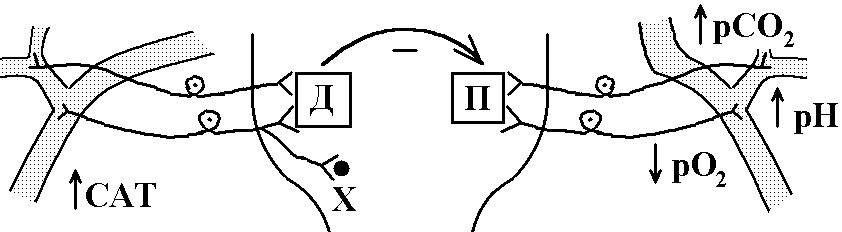 ↑pCO₂
Д
–
П
↑ pH
↓ pO₂
↑САТ
Х